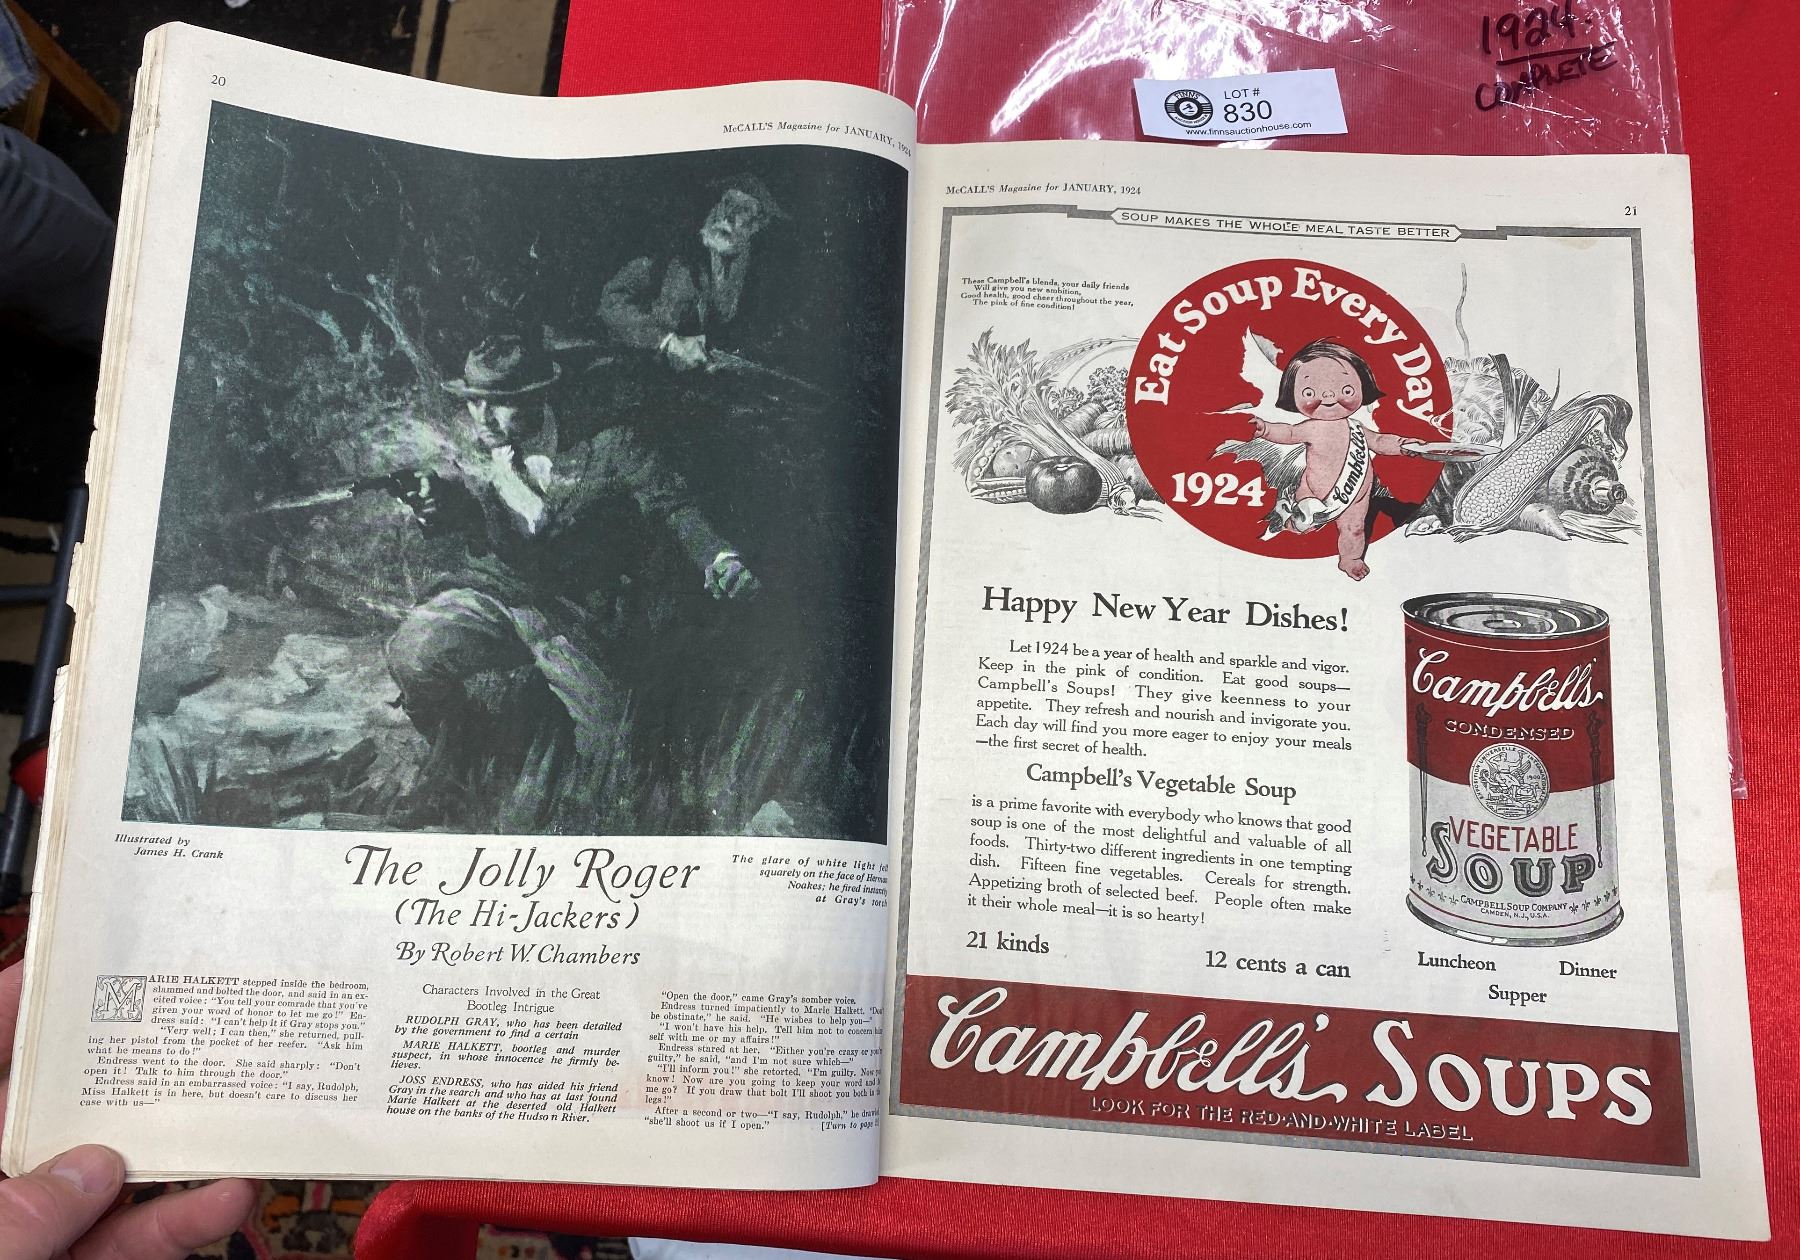 1924.
COMPLETE
FINNS
LOT #
830
www.finnsauctionhouse.com
20
McCALL'S Magazine for JANUARY, 1924
Illustrated by
James H. Crank
The Jolly Roger
(The Hi-Jackers)
By Robert W. Chambers
The glare of white light fell
squarely on the face of Herman
Noakes; he fired instantly
at Gray's torch
MARIE HALKETT stepped inside the bedroom,
slammed and bolted the door, and said in an ex-
cited voice: "You tell your comrade that you've
given your word of honor to let me go!" En-
dress said: "I can't help it if Gray stops you."
"Very well; I can then," she returned, pull-
ing her pistol from the pocket of her reefer. "Ask him
what he means to do!"
Endress went to the door. She said sharply: "Don't
open it! Talk to him through the door."
Endress said in an embarrassed voice: "I say, Rudolph,
Miss Halkett is in here, but doesn't care to discuss her
case with us—"
Characters Involved in the Great
Bootleg Intrigue
RUDOLPH GRAY, who has been detailed
by the government to find a certain
MARIE HALKETT, bootleg and murder
suspect, in whose innocence he firmly be-
lieves.
JOSS ENDRESS, who has aided his friend
Gray in the search and who has at last found
Marie Halkett at the deserted old Halkett
house on the banks of the Hudson River.
"Open the door," came Gray's somber voice.
Endress turned impatiently to Marie Halkett. "Don't
be obstinate," he said. "He wishes to help you—"
"I won't have his help. Tell him not to concern him-
self with me or my affairs!"
Endress stared at her. "Either you're crazy or you're
guilty," he said, "and I'm not sure which—"
"I'll inform you!" she retorted, "I'm guilty. Now you
know! Now are you going to keep your word and let
me go? If you draw that bolt I'll shoot you both in the
legs!"
After a second or two—"I say, Rudolph," he drawled,
"she'll shoot us if I open."
[Turn to page
McCALL'S Magazine for JANUARY, 1924
21
SOUP MAKES THE WHOLE MEAL TASTE BETTER
These Campbell's blends, your daily friends
Will give you new ambition,
Good health, good cheer throughout the year,
The pink of fine condition!
Eat Soup Every Day
1924
Campbell's
Happy New Year Dishes!
Let 1924 be a year of health and sparkle and vigor.
Keep in the pink of condition. Eat good soups—
Campbell's Soups! They give keenness to your
appetite. They refresh and nourish and invigorate you.
Each day will find you more eager to enjoy your meals
—the first secret of health.
Campbell's Vegetable Soup
is a prime favorite with everybody who knows that good
soup is one of the most delightful and valuable of all
foods. Thirty-two different ingredients in one tempting
dish. Fifteen fine vegetables. Cereals for strength.
Appetizing broth of selected beef. People often make
it their whole meal—it is so hearty!
21 kinds
12 cents a can
Campbell's
CONDENSED
EXPOSITION UNIVERSELLE INTERNATIONALE
1900
VEGETABLE
SOUP
CAMPBELL SOUP COMPANY
CAMDEN, N.J., U.S.A.
Luncheon
Dinner
Supper
Campbell's SOUPS
LOOK FOR THE RED-AND-WHITE LABEL